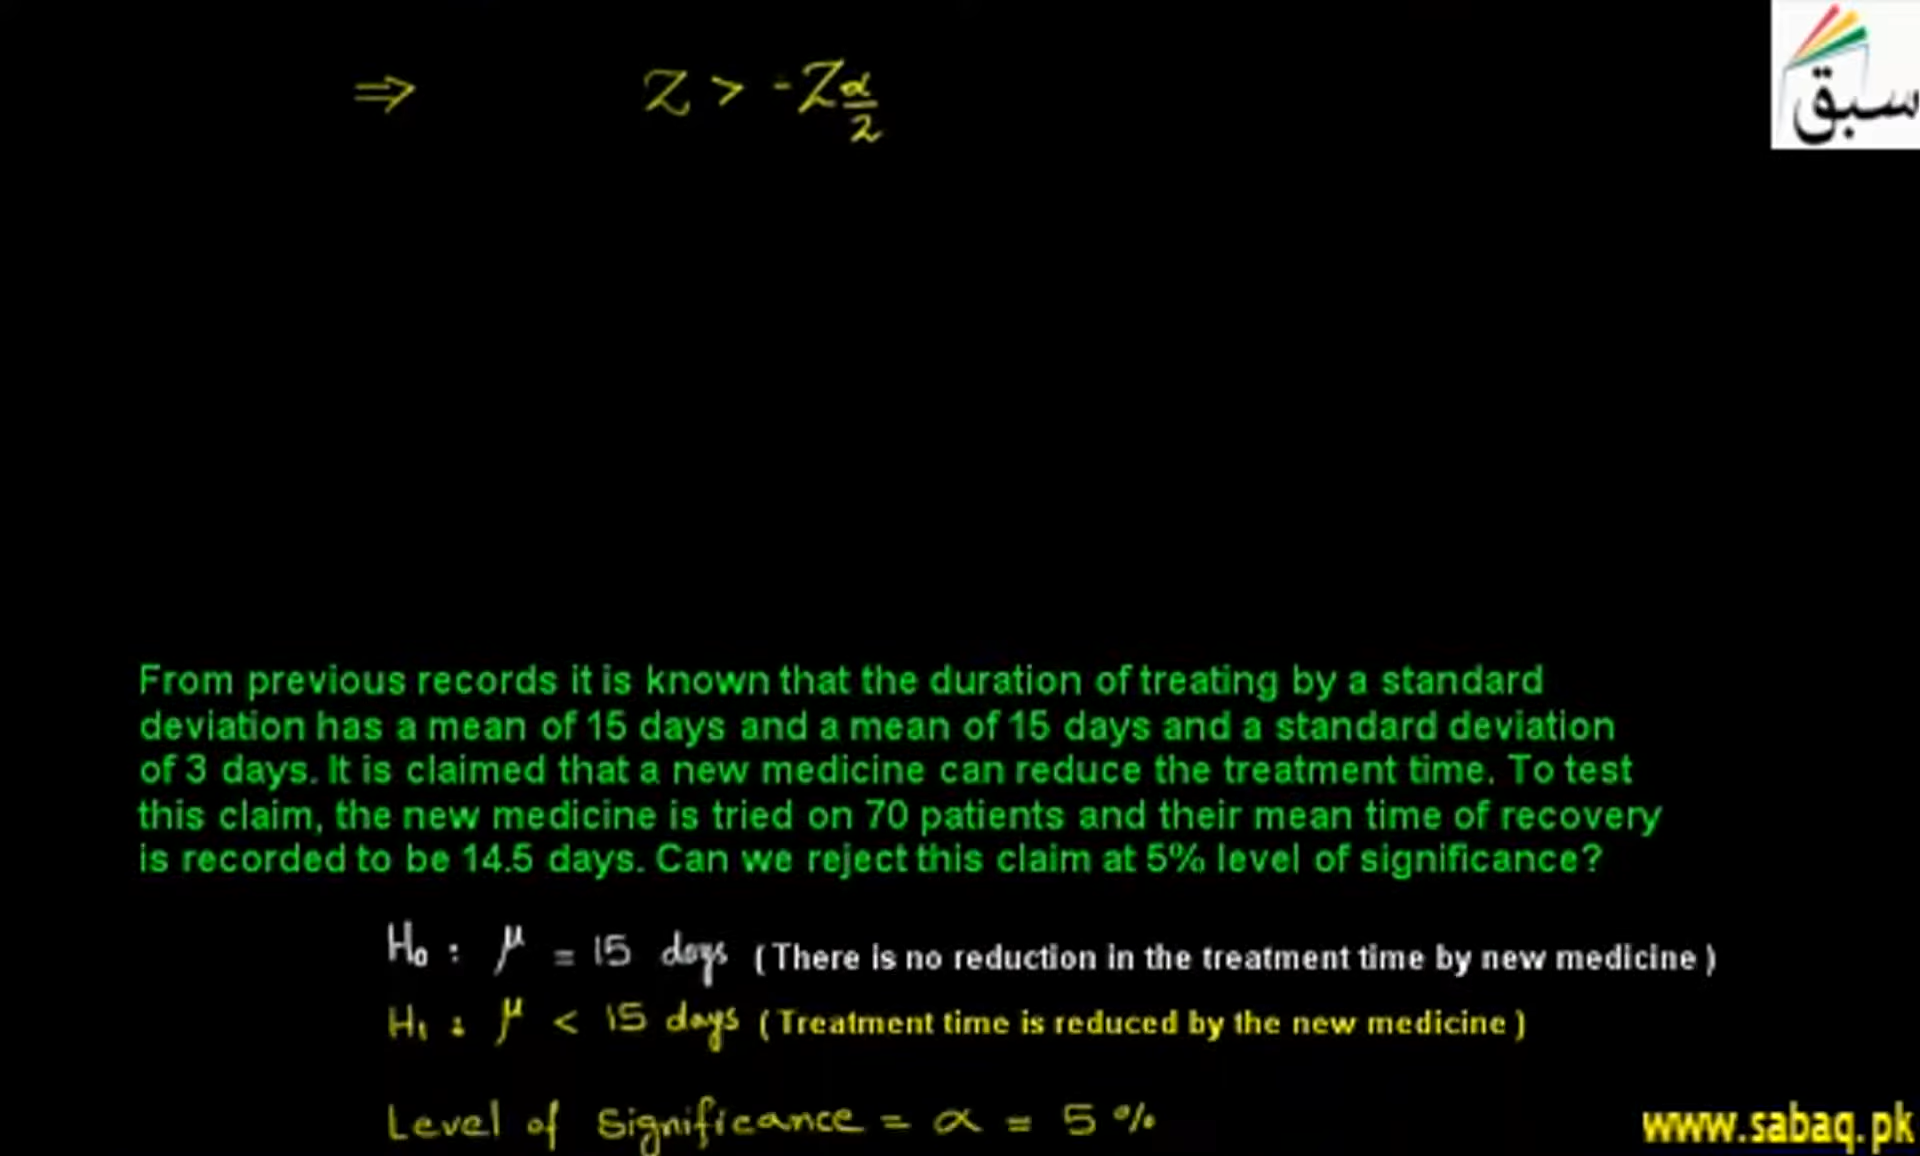 ⇒ Z > -Zα/2
سبق
From previous records it is known that the duration of treating by a standard
deviation has a mean of 15 days and a mean of 15 days and a standard deviation
of 3 days. It is claimed that a new medicine can reduce the treatment time. To test
this claim, the new medicine is tried on 70 patients and their mean time of recovery
is recorded to be 14.5 days. Can we reject this claim at 5% level of significance?
H₀ : μ = 15 days (There is no reduction in the treatment time by new medicine)
H₁ : μ < 15 days (Treatment time is reduced by the new medicine)
Level of Significance = α = 5 %
www.sabaq.pk